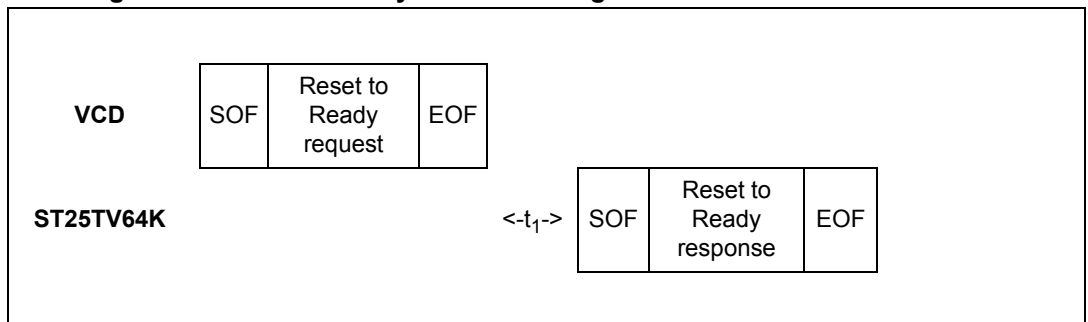 VCD
SOF
Reset to
Ready
request
EOF
ST25TV64K
<-t1->
SOF
Reset to
Ready
response
EOF